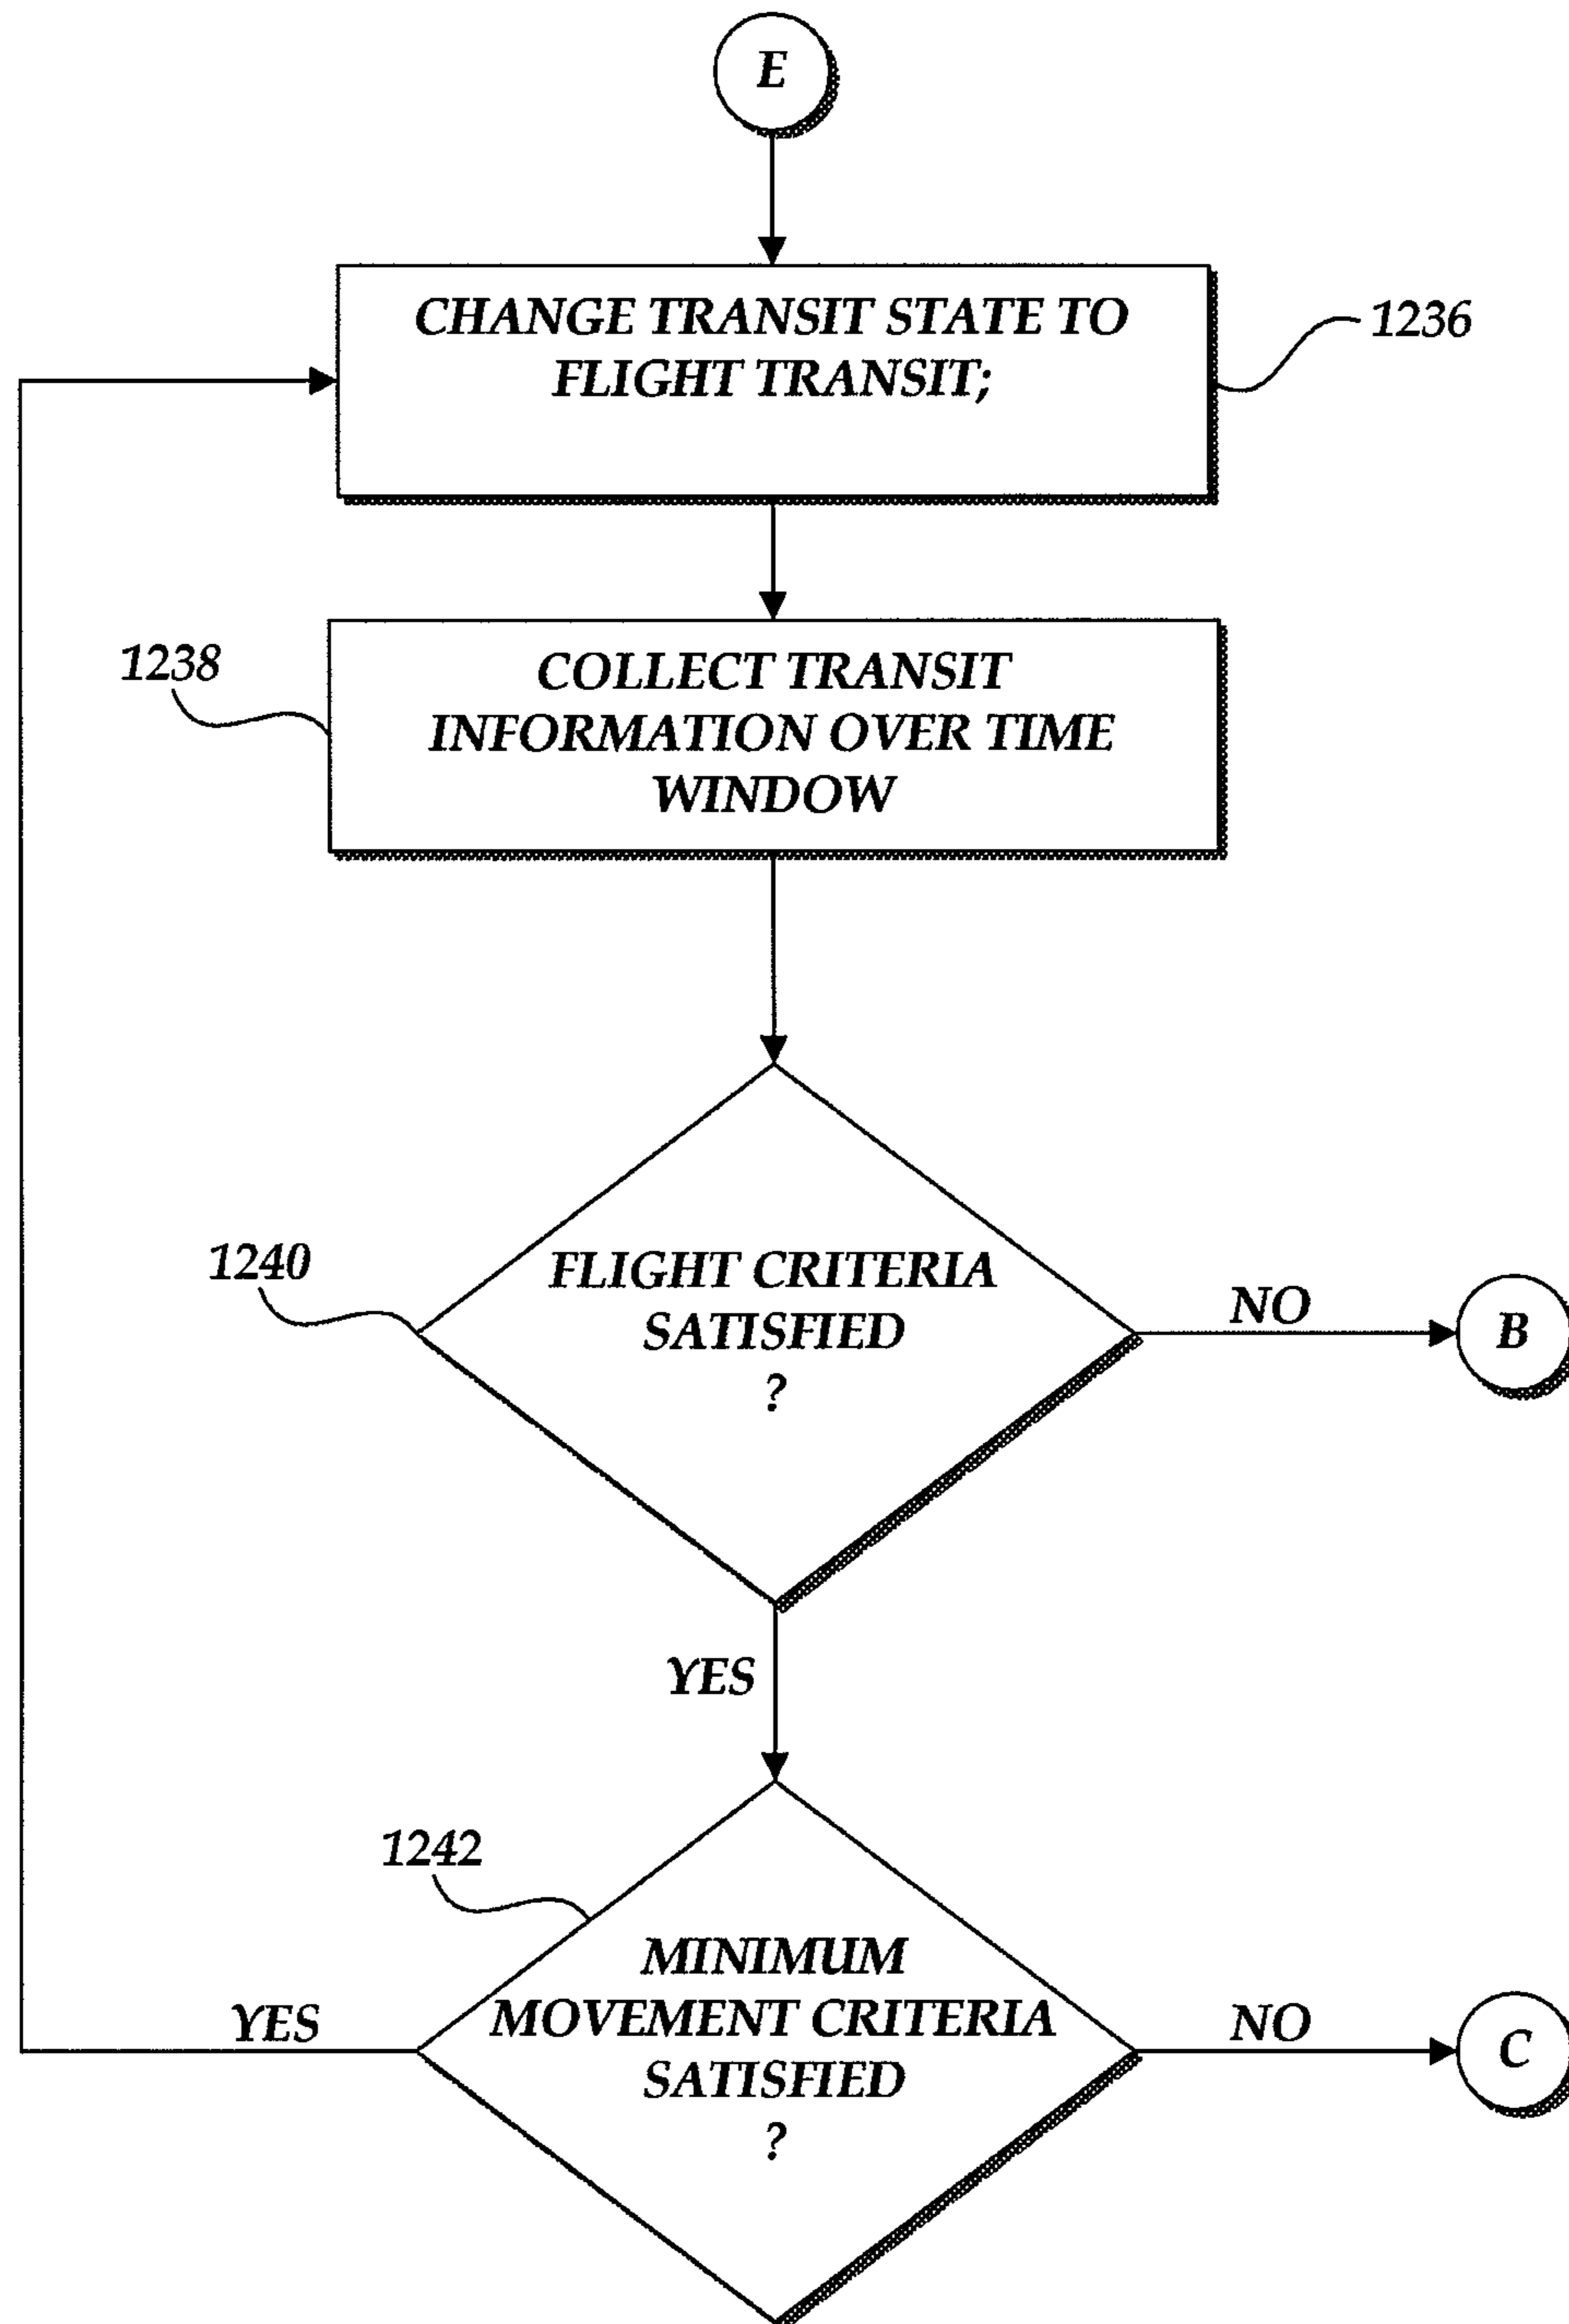 E
CHANGE TRANSIT STATE TO
FLIGHT TRANSIT;
1236
1238
COLLECT TRANSIT
INFORMATION OVER TIME
WINDOW
1240
FLIGHT CRITERIA
SATISFIED
?
NO
B
YES
1242
MINIMUM
MOVEMENT CRITERIA
SATISFIED
?
YES
NO
C